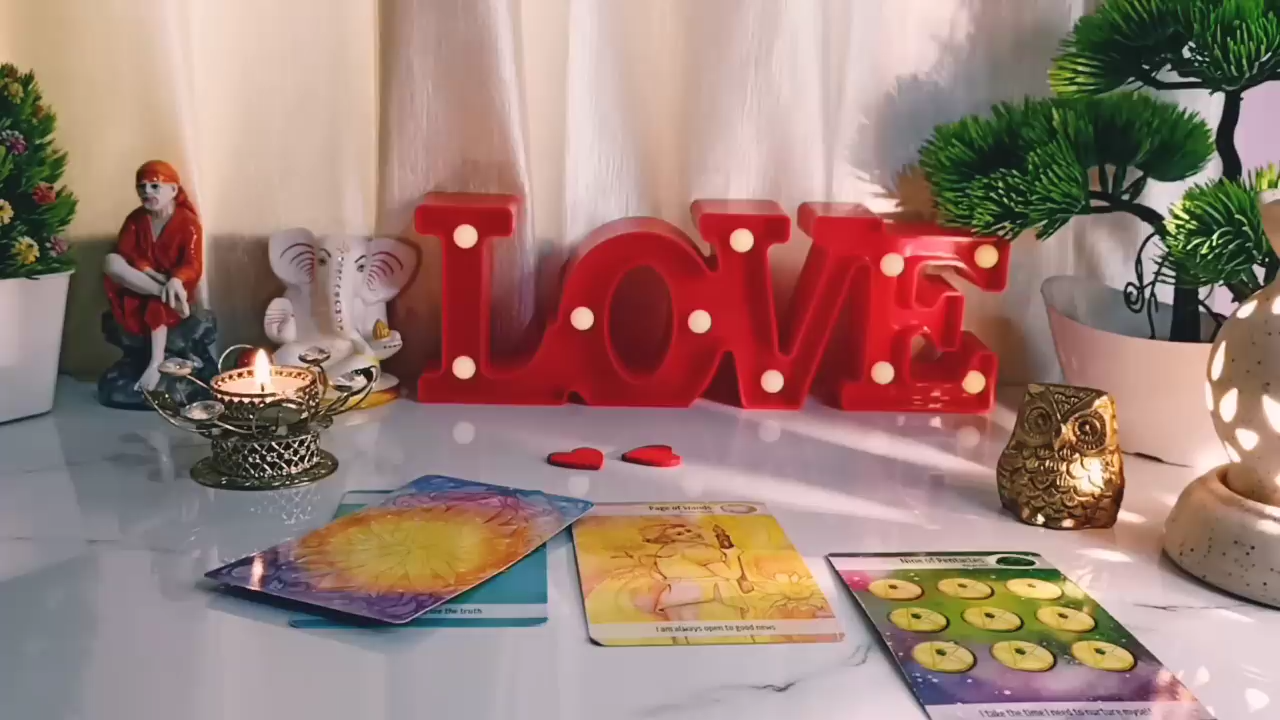 LOVE
Page of Wands
Nine of Pentacles
the truth
I am always open to good news
I take the time I need to nurture myself